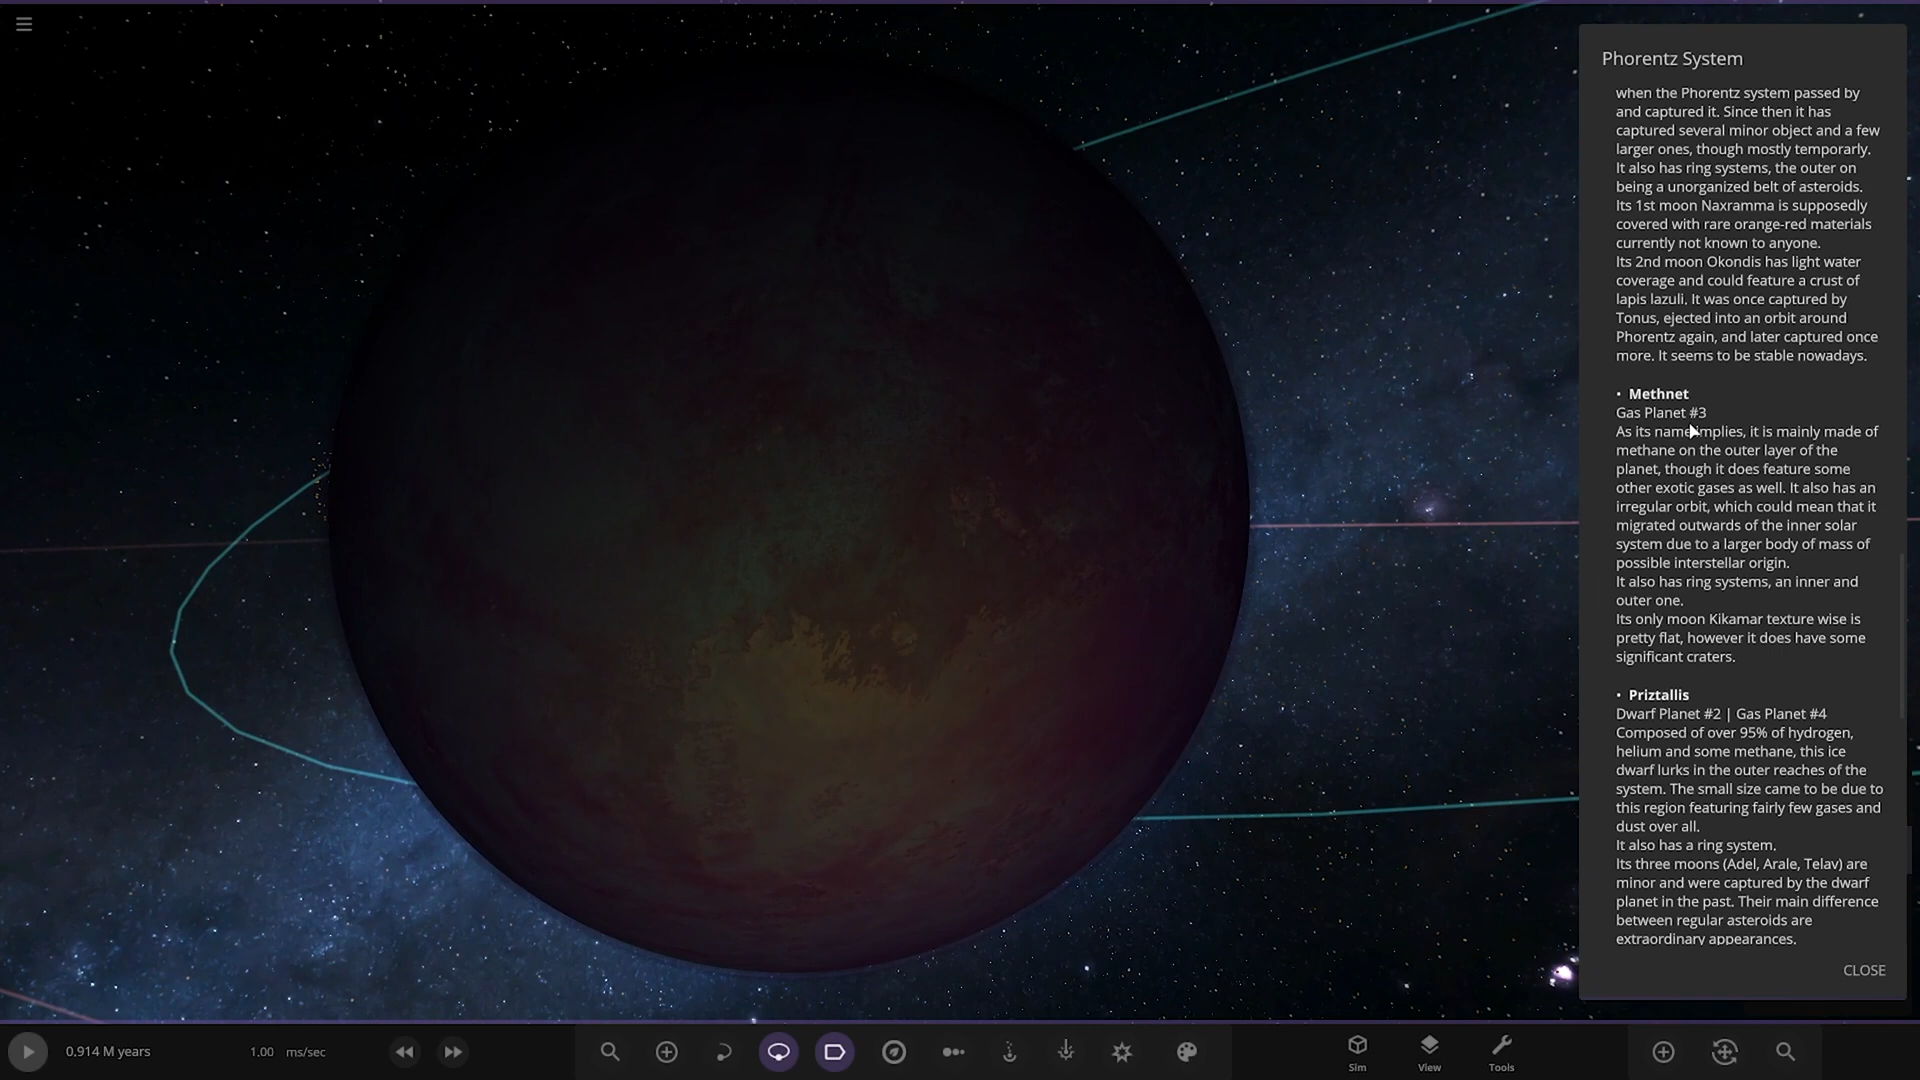 Phorentz System
when the Phorentz system passed by
and captured it. Since then it has
captured several minor object and a few
larger ones, though mostly temporarly.
It also has ring systems, the outer on
being a unorganized belt of asteroids.
Its 1st moon Naxramma is supposedly
covered with rare orange-red materials
currently not known to anyone.
Its 2nd moon Okondis has light water
coverage and could feature a crust of
lapis lazuli. It was once captured by
Tonus, ejected into an orbit around
Phorentz again, and later captured once
more. It seems to be stable nowadays.
• Methnet
Gas Planet #3
As its name implies, it is mainly made of
methane on the outer layer of the
planet, though it does feature some
other exotic gases as well. It also has an
irregular orbit, which could mean that it
migrated outwards of the inner solar
system due to a larger body of mass of
possible interstellar origin.
It also has ring systems, an inner and
outer one.
Its only moon Kikamar texture wise is
pretty flat, however it does have some
significant craters.
• Priztallis
Dwarf Planet #2 | Gas Planet #4
Composed of over 95% of hydrogen,
helium and some methane, this ice
dwarf lurks in the outer reaches of the
system. The small size came to be due to
this region featuring fairly few gases and
dust over all.
It also has a ring system.
Its three moons (Adel, Arale, Telav) are
minor and were captured by the dwarf
planet in the past. Their main difference
between regular asteroids are
extraordinary appearances.
CLOSE
0.914 M years
1.00 ms/sec
Sim
View
Tools